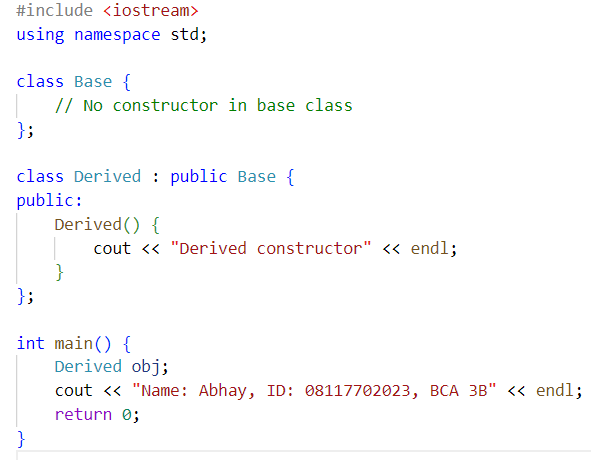 #include <iostream>
using namespace std;

class Base {
    // No constructor in base class
};

class Derived : public Base {
public:
    Derived() {
        cout << "Derived constructor" << endl;
    }
};

int main() {
    Derived obj;
    cout << "Name: Abhay, ID: 08117702023, BCA 3B" << endl;
    return 0;
}